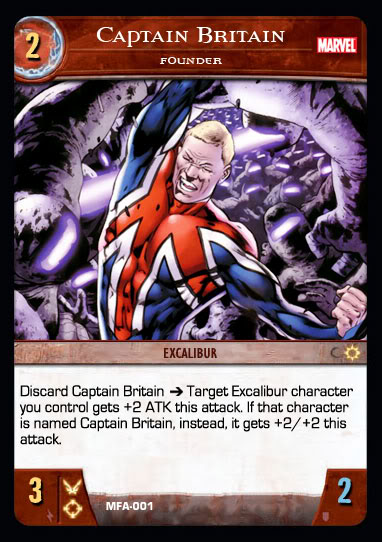 2
CAPTAIN BRITAIN
MARVEL
FOUNDER
EXCALIBUR
C
Discard Captain Britain ➔ Target Excalibur character
you control gets +2 ATK this attack. If that character
is named Captain Britain, instead, it gets +2/+2 this
attack.
3
MFA-001
2